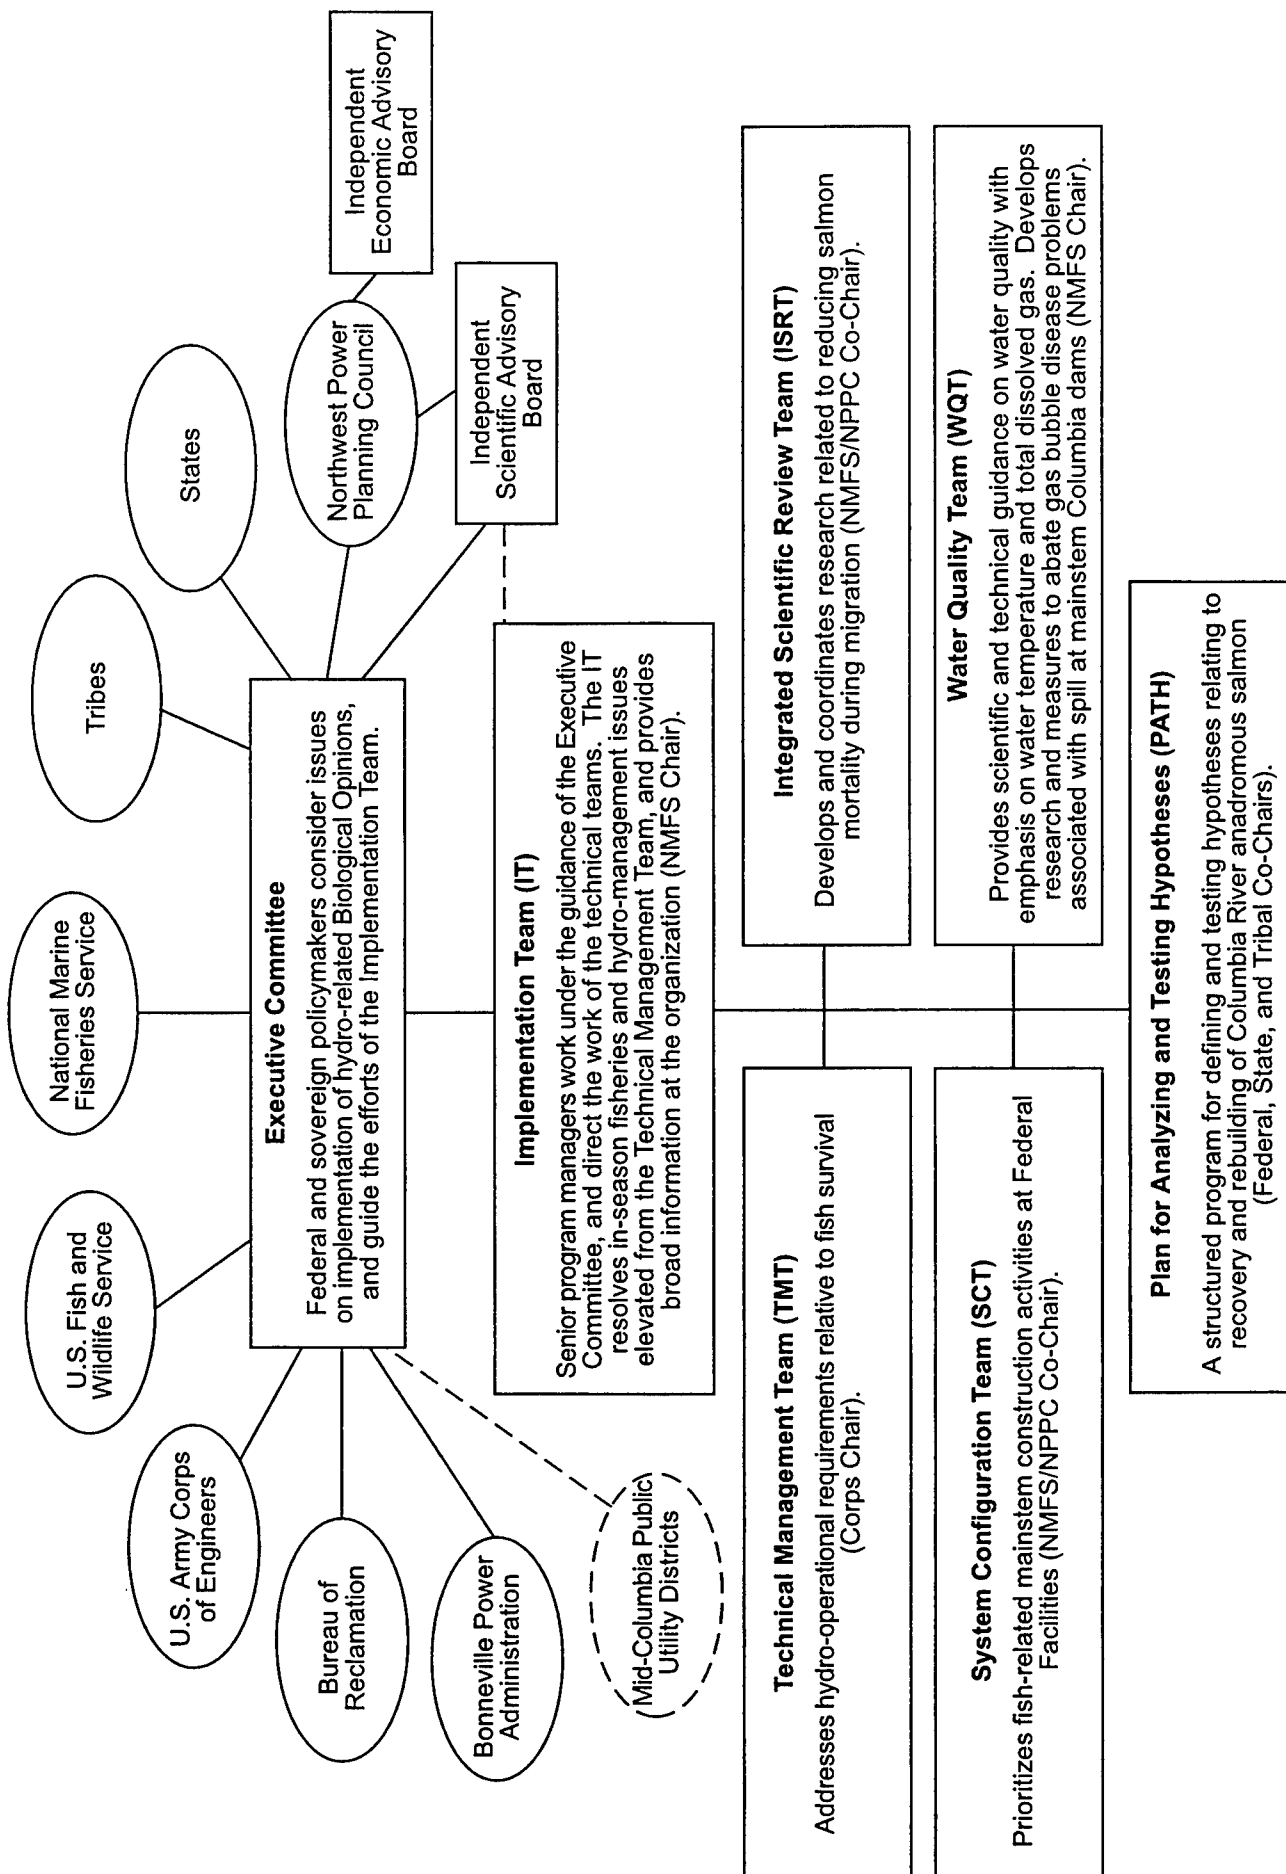 National Marine
Fisheries Service
U.S. Fish and
Wildlife Service
Tribes
U.S. Army Corps
of Engineers
States
Bureau of
Reclamation
Northwest Power
Planning Council
Independent
Economic Advisory
Board
Bonneville Power
Administration
Independent
Scientific Advisory
Board
Mid-Columbia Public
Utility Districts
Executive Committee
Federal and sovereign policymakers consider issues
on implementation of hydro-related Biological Opinions,
and guide the efforts of the Implementation Team.
Implementation Team (IT)
Senior program managers work under the guidance of the Executive
Committee, and direct the work of the technical teams. The IT
resolves in-season fisheries and hydro-management issues
elevated from the Technical Management Team, and provides
broad information at the organization (NMFS Chair).
Technical Management Team (TMT)
Addresses hydro-operational requirements relative to fish survival
(Corps Chair).
Integrated Scientific Review Team (ISRT)
Develops and coordinates research related to reducing salmon
mortality during migration (NMFS/NPPC Co-Chair).
System Configuration Team (SCT)
Prioritizes fish-related mainstem construction activities at Federal
Facilities (NMFS/NPPC Co-Chair).
Water Quality Team (WQT)
Provides scientific and technical guidance on water quality with
emphasis on water temperature and total dissolved gas. Develops
research and measures to abate gas bubble disease problems
associated with spill at mainstem Columbia dams (NMFS Chair).
Plan for Analyzing and Testing Hypotheses (PATH)
A structured program for defining and testing hypotheses relating to
recovery and rebuilding of Columbia River anadromous salmon
(Federal, State, and Tribal Co-Chairs).